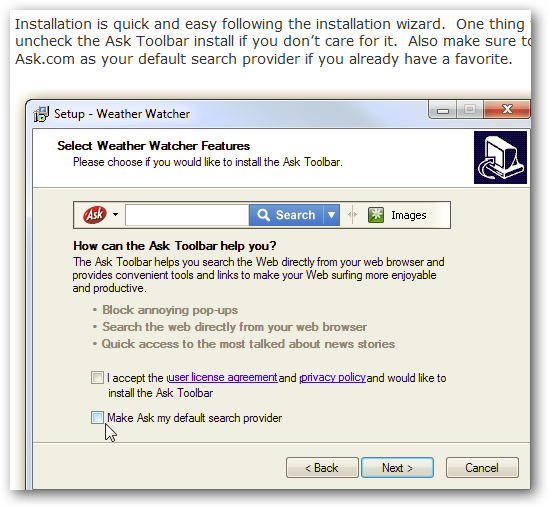 Installation is quick and easy following the installation wizard. One thing
uncheck the Ask Toolbar install if you don't care for it. Also make sure to
Ask.com as your default search provider if you already have a favorite.
Setup - Weather Watcher
Select Weather Watcher Features
Please choose if you would like to install the Ask Toolbar.
Ask Search Images
How can the Ask Toolbar help you?
The Ask Toolbar helps you search the Web directly from your web browser and
provides convenient tools and links to make your Web surfing more enjoyable
and productive.
• Block annoying pop-ups
• Search the web directly from your web browser
• Quick access to the most talked about news stories
I accept the user license agreement and privacy policy and would like to
install the Ask Toolbar
Make Ask my default search provider
< Back Next > Cancel